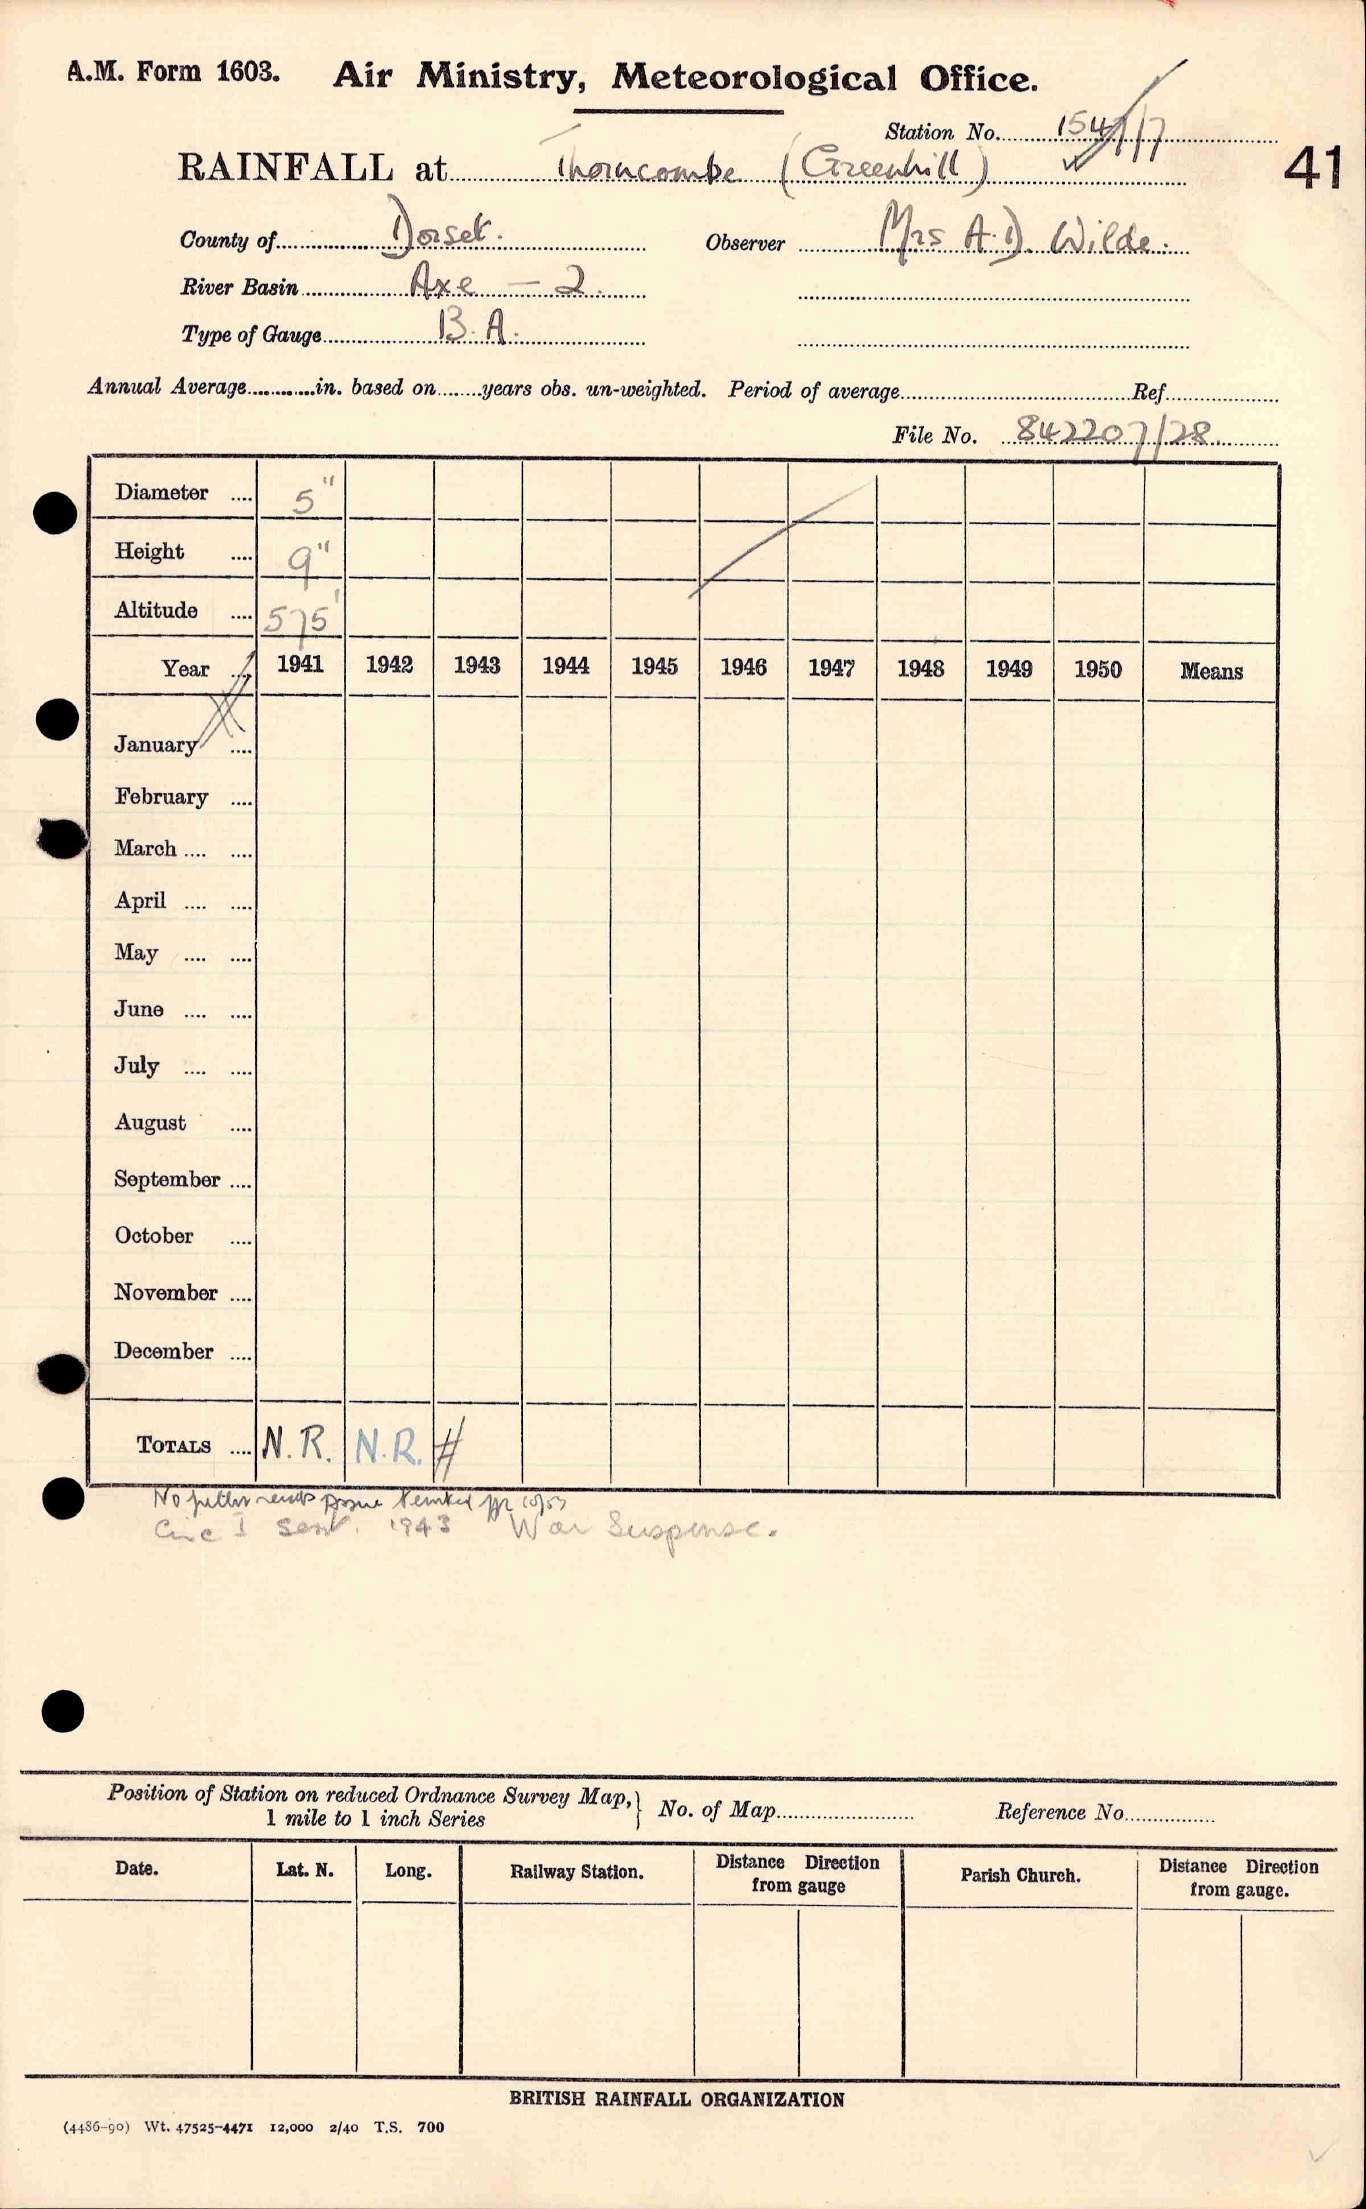 A.M. Form 1603. Air Ministry, Meteorological Office.
Station No. 1547/7
RAINFALL at Thorncombe (Greenhill)
41
County of Dorset. Observer Mrs A.D. Wilde.
River Basin Axe - 2.
Type of Gauge B.A.
Annual Average in. based on years obs. un-weighted. Period of average Ref
File No. 842207/28
Diameter .... 5"
Height .... 9"
Altitude .... 575'
Year .... 1941 1942 1943 1944 1945 1946 1947 1948 1949 1950 Means
January ....
February ....
March .... ....
April .... ....
May .... ....
June .... ....
July .... ....
August ....
September ....
October ....
November ....
December ....
TOTALS .... N.R. N.R. #
No further
Circ I sent. 1943 War Suspense.
Position of Station on reduced Ordnance Survey Map,} No. of Map Reference No.
1 mile to 1 inch Series
Date. Lat. N. Long. Railway Station. Distance Direction from gauge Parish Church. Distance Direction from gauge.
BRITISH RAINFALL ORGANIZATION
(4486-90) Wt. 47525-4471 12,000 2/40 T.S. 700